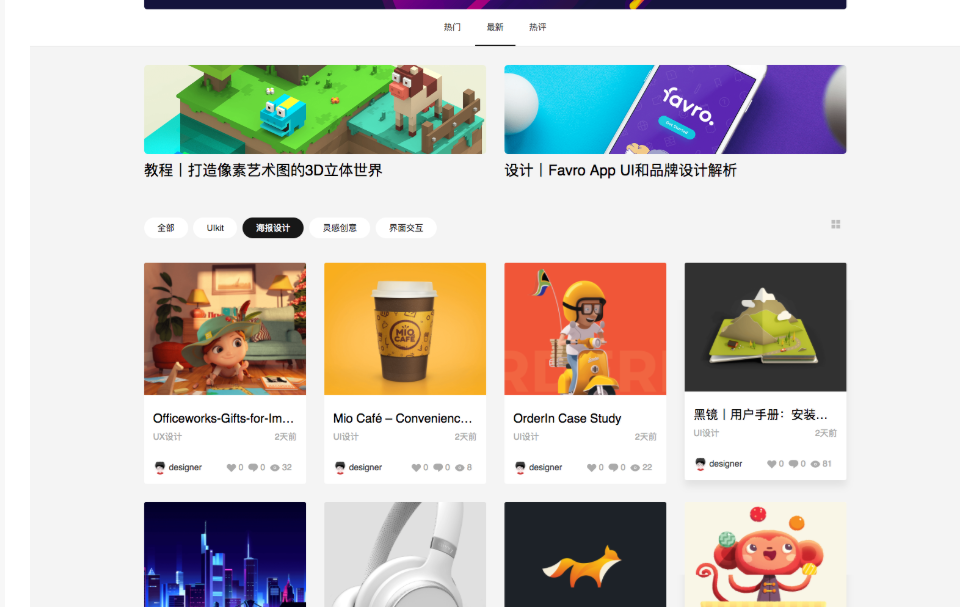 热门 最新 热评
favro.
Get Started
教程丨打造像素艺术图的3D立体世界
设计丨Favro App UI和品牌设计解析
全部 UIkit 海报设计 灵感创意 界面交互
MIO
CAFE
Officeworks-Gifts-for-Im...
UX设计 2天前
designer 0 0 32
Mio Café – Convenienc...
UI设计 2天前
designer 0 0 8
OrderIn Case Study
UI设计 2天前
designer 0 0 22
黑镜丨用户手册：安装...
UI设计 2天前
designer 0 0 81